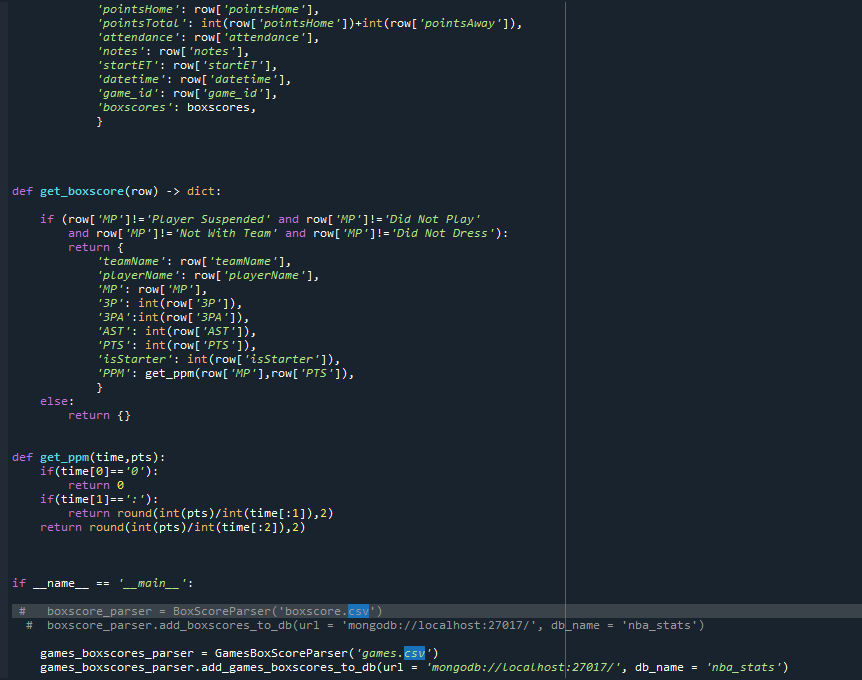 'pointsHome': row['pointsHome'],
'pointsTotal': int(row['pointsHome'])+int(row['pointsAway']),
'attendance': row['attendance'],
'notes': row['notes'],
'startET': row['startET'],
'datetime': row['datetime'],
'game_id': row['game_id'],
'boxscores': boxscores,
}
def get_boxscore(row) -> dict:
if (row['MP']!='Player Suspended' and row['MP']!='Did Not Play'
and row['MP']!='Not With Team' and row['MP']!='Did Not Dress'):
return {
'teamName': row['teamName'],
'playerName': row['playerName'],
'MP': row['MP'],
'3P': int(row['3P']),
'3PA':int(row['3PA']),
'AST': int(row['AST']),
'PTS': int(row['PTS']),
'isStarter': int(row['isStarter']),
'PPM': get_ppm(row['MP'],row['PTS']),
}
else:
return {}
def get_ppm(time,pts):
if(time[0]=='0'):
return 0
if(time[1]==':'):
return round(int(pts)/int(time[:1]),2)
return round(int(pts)/int(time[:2]),2)
if __name__ == '__main__':
#   boxscore_parser = BoxScoreParser('boxscore.csv')
#  boxscore_parser.add_boxscores_to_db(url = 'mongodb://localhost:27017/', db_name = 'nba_stats')
games_boxscores_parser = GamesBoxScoreParser('games.csv')
games_boxscores_parser.add_games_boxscores_to_db(url = 'mongodb://localhost:27017/', db_name = 'nba_stats')